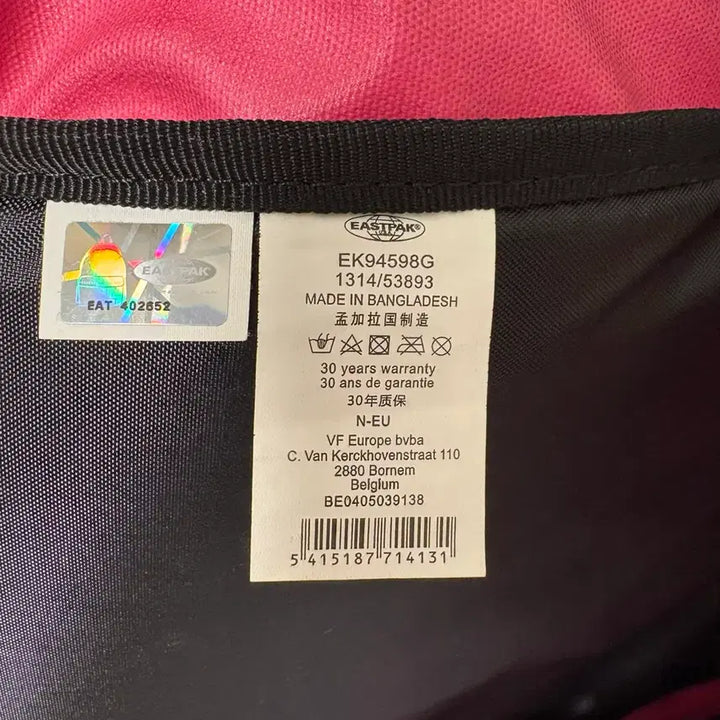 EASTPAK
EAT 402652
EASTPAK®
EK94598G
1314/53893
MADE IN BANGLADESH
孟加拉国制造
30 years warranty
30 ans de garantie
30年质保
N-EU
VF Europe bvba
C. Van Kerckhovenstraat 110
2880 Bornem
Belgium
BE0405039138
5 415187 714131